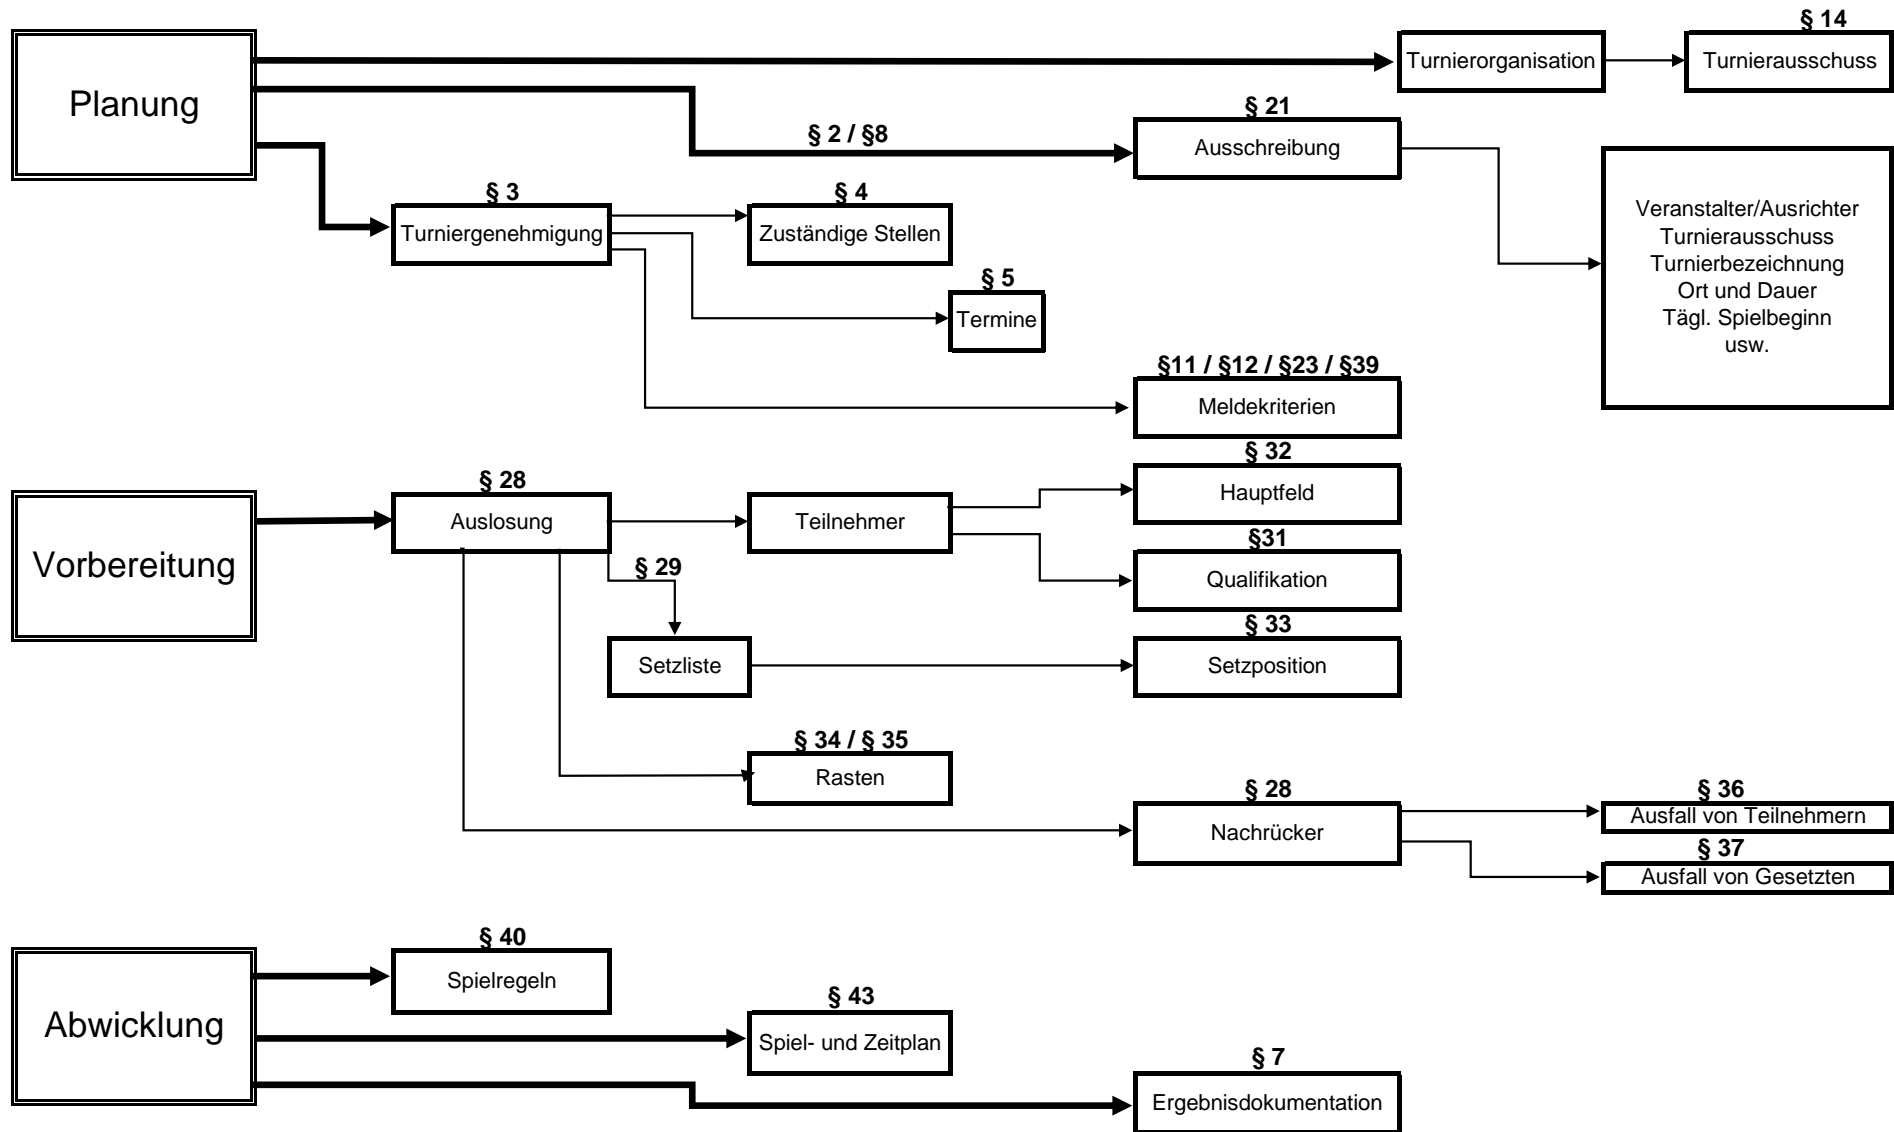 § 14
Turnierorganisation
Turnierausschuss
Planung
§ 21
§ 2 / §8
Ausschreibung
§ 3
§ 4
Veranstalter/Ausrichter
Turnierausschuss
Turnierbezeichnung
Ort und Dauer
Tägl. Spielbeginn
usw.
Turniergenehmigung
Zuständige Stellen
§ 5
Termine
§11 / §12 / §23 / §39
Meldekriterien
§ 32
§ 28
Hauptfeld
Auslosung
Teilnehmer
§31
Vorbereitung
§ 29
Qualifikation
§ 33
Setzliste
Setzposition
§ 34 / § 35
Rasten
§ 28
§ 36
Nachrücker
Ausfall von Teilnehmern
§ 37
Ausfall von Gesetzten
§ 40
Spielregeln
§ 43
Abwicklung
Spiel- und Zeitplan
§ 7
Ergebnisdokumentation